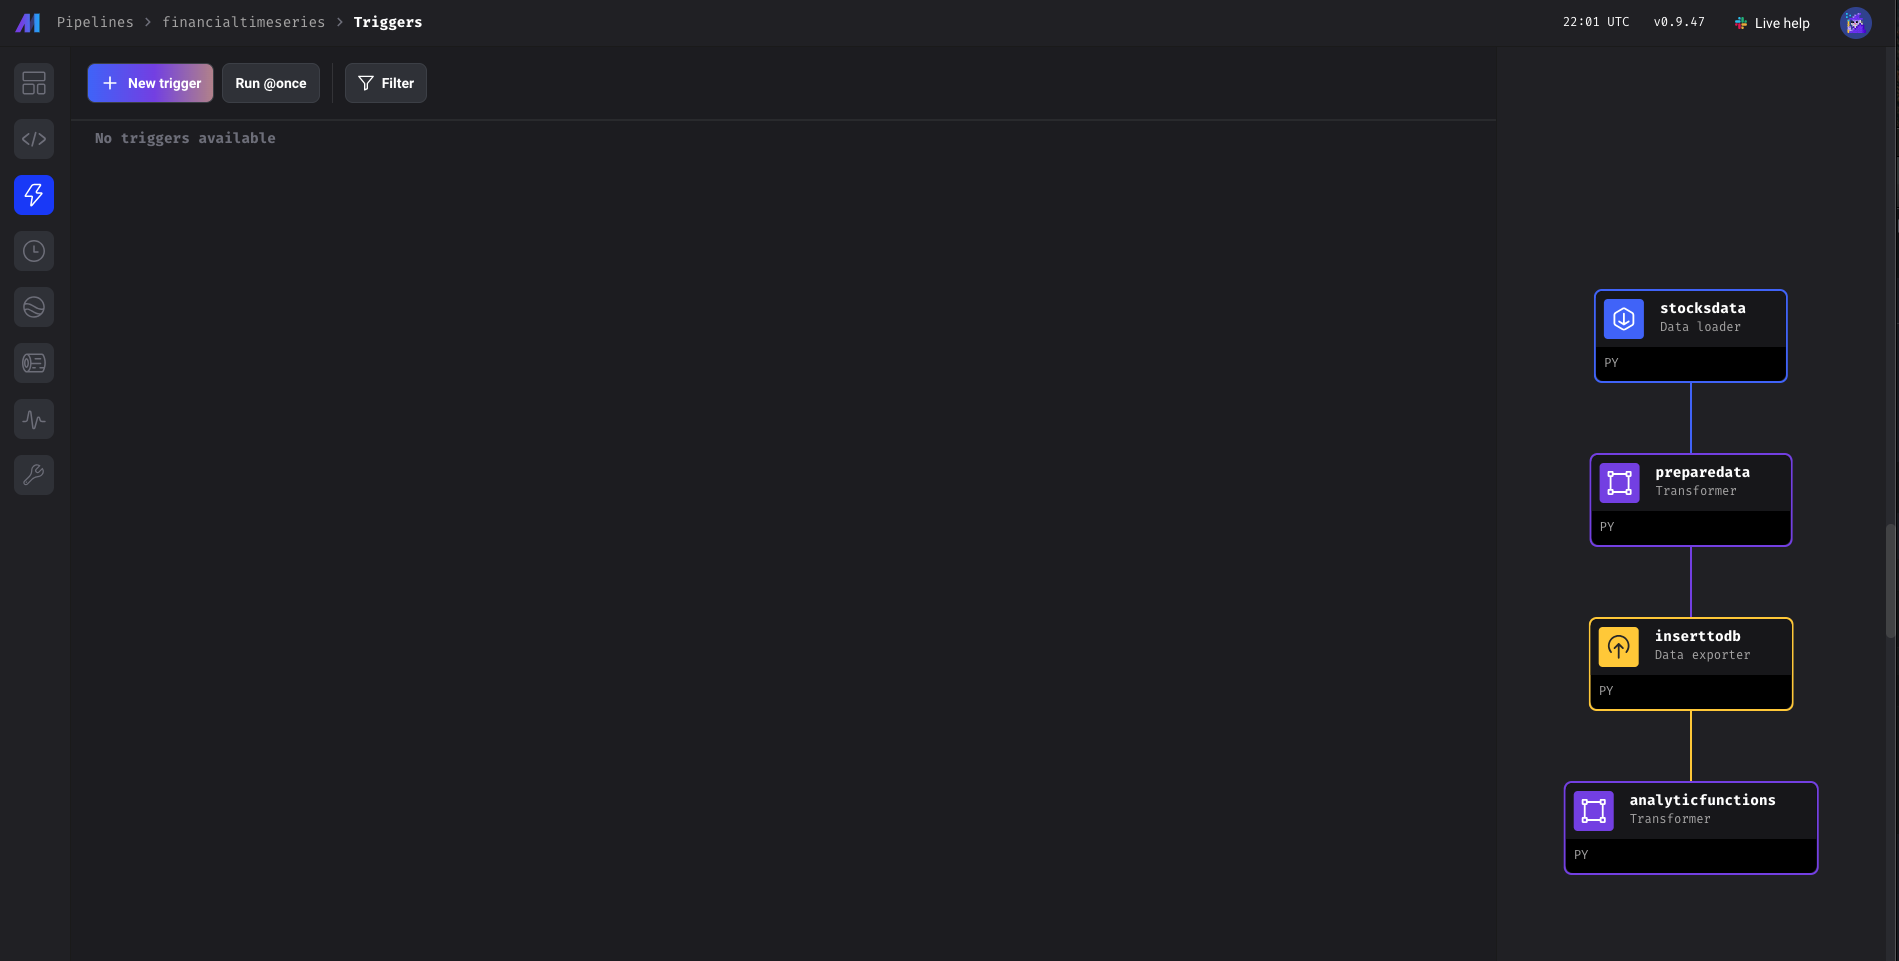 Pipelines > financialtimeseries > Triggers
22:01 UTC v0.9.47 Live help
New trigger Run @once Filter
No triggers available
stocksdata
Data loader
PY
preparedata
Transformer
PY
inserttodb
Data exporter
PY
analyticfunctions
Transformer
PY